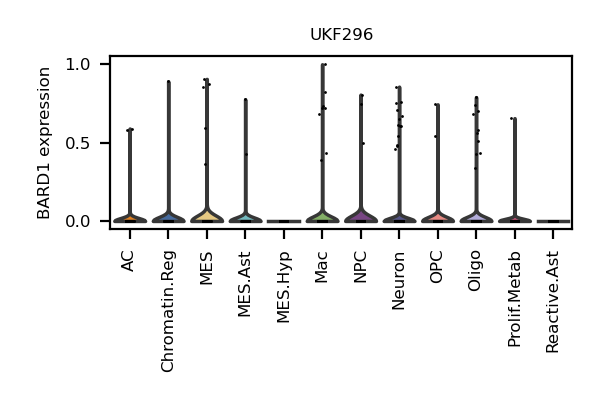 UKF296
BARD1 expression
1.0
0.5
0.0
AC
Chromatin.Reg
MES
MES.Ast
MES.Hyp
Mac
NPC
Neuron
OPC
Oligo
Prolif.Metab
Reactive.Ast